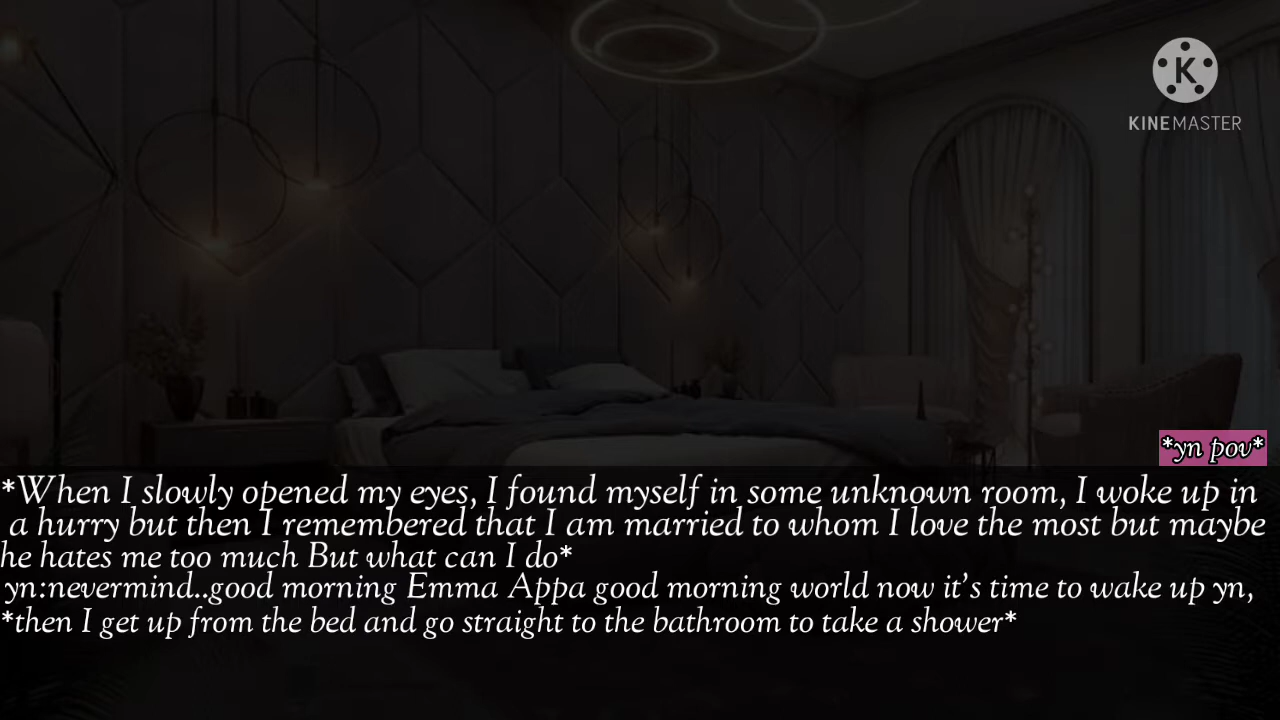 K
KINEMASTER
*yn pov*
*When I slowly opened my eyes, I found myself in some unknown room, I woke up in
a hurry but then I remembered that I am married to whom I love the most but maybe
he hates me too much But what can I do*
yn:nevermind..good morning Emma Appa good morning world now it's time to wake up yn,
*then I get up from the bed and go straight to the bathroom to take a shower*